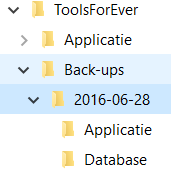 ToolsForEver
Applicatie
Back-ups
2016-06-28
Applicatie
Database